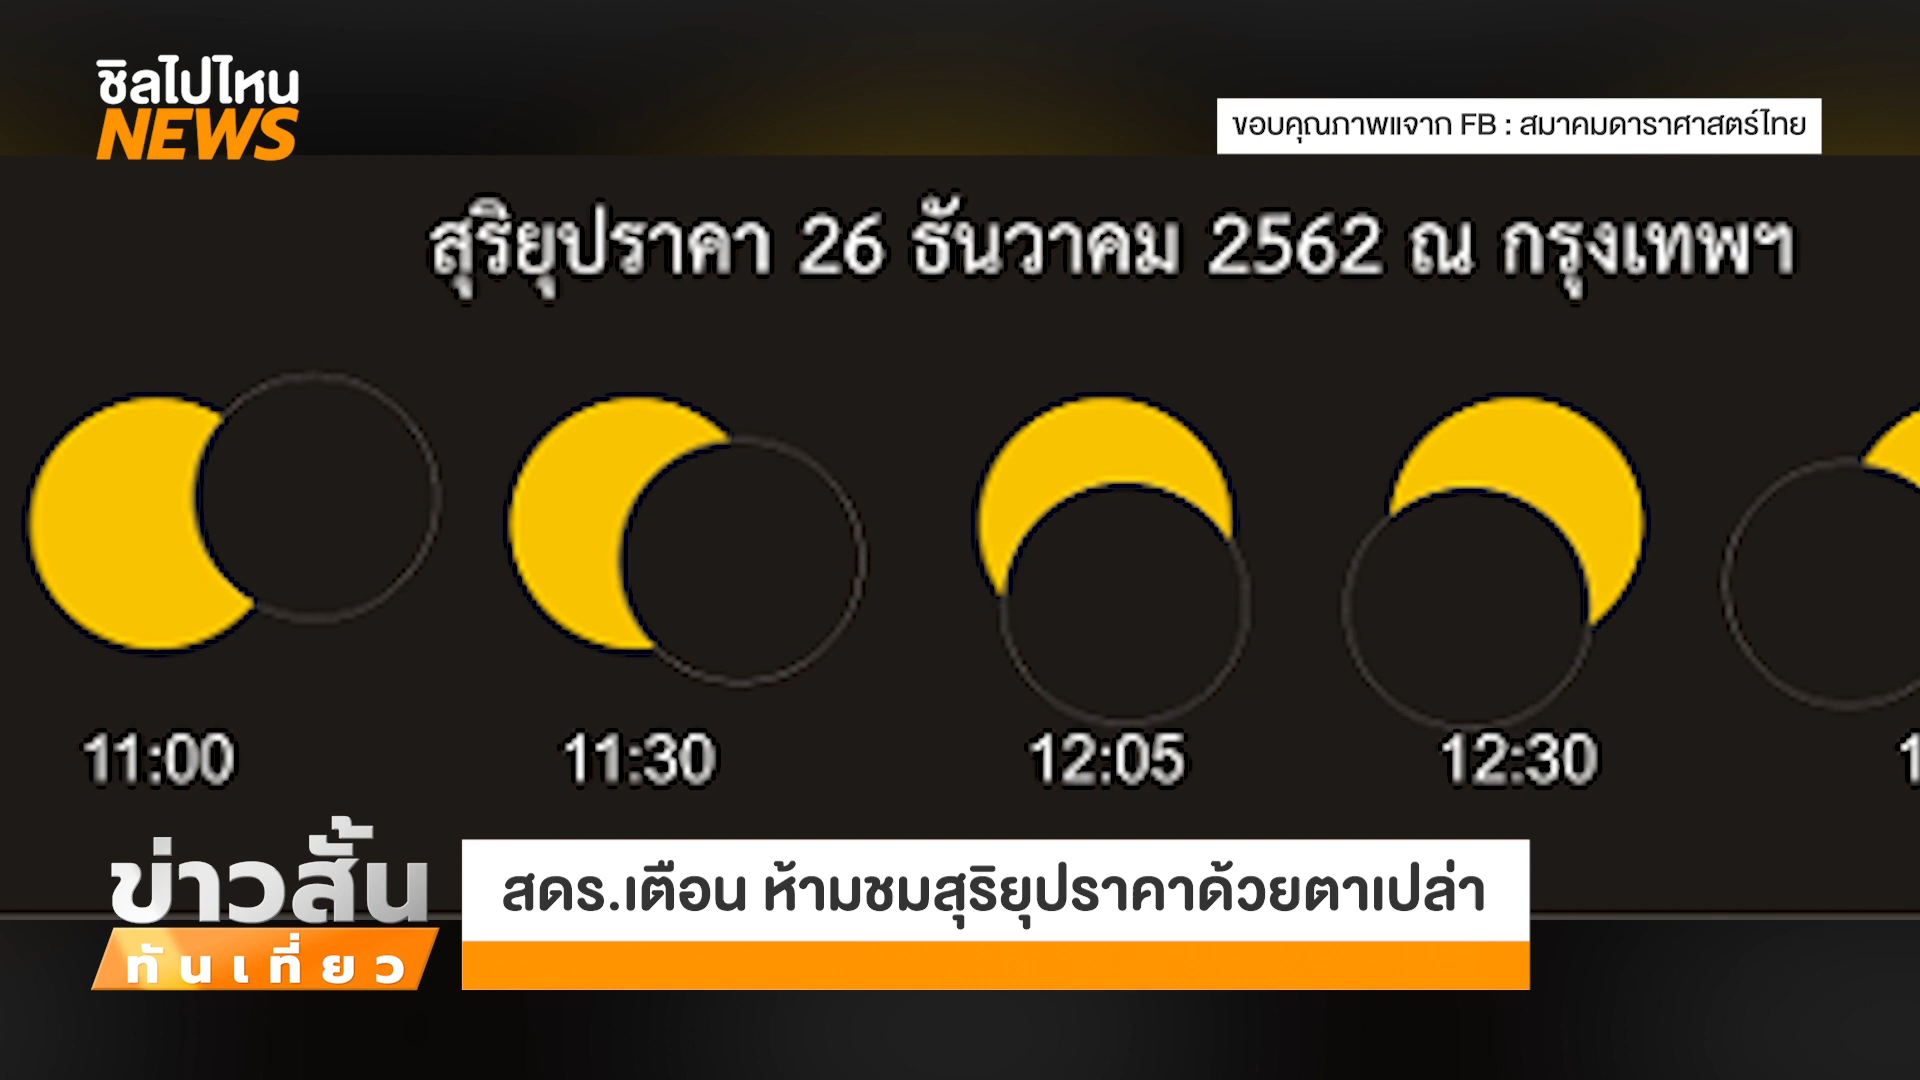 ชิลไปไหน
NEWS
ขอบคุณภาพแจาก FB : สมาคมดาราศาสตร์ไทย
สุริยุปราคา 26 ธันวาคม 2562 ณ กรุงเทพฯ
11:00 11:30 12:05 12:30
ข่าวสั้น
ทันเที่ยว
สดร.เตือน ห้ามชมสุริยุปราคาด้วยตาเปล่า